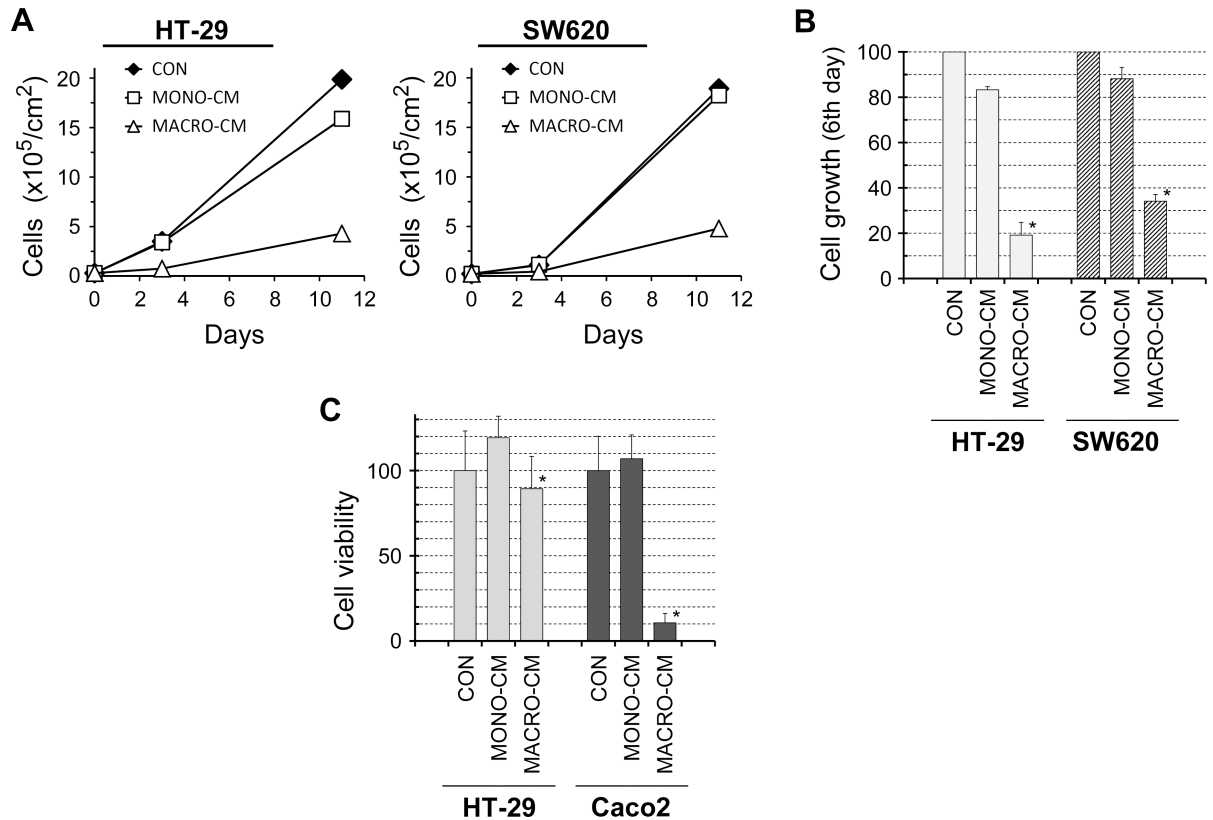 A
HT-29
CON
MONO-CM
MACRO-CM
Cells (x10⁵/cm²)
20
15
10
5
0
0 2 4 6 8 10 12
Days
SW620
CON
MONO-CM
MACRO-CM
Cells (x10⁵/cm²)
20
15
10
5
0
0 2 4 6 8 10 12
Days
B
Cell growth (6th day)
100
80
60
40
20
0
*
*
CON
MONO-CM
MACRO-CM
CON
MONO-CM
MACRO-CM
HT-29
SW620
C
Cell viability
100
50
0
*
*
CON
MONO-CM
MACRO-CM
CON
MONO-CM
MACRO-CM
HT-29
Caco2